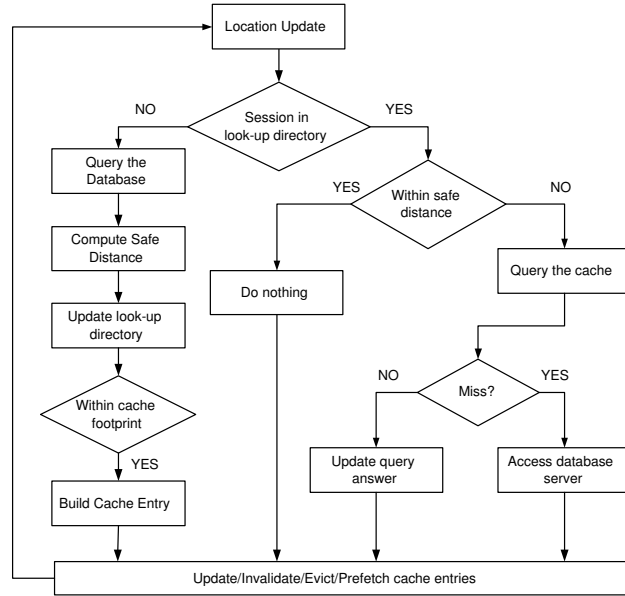 Location Update
NO
YES
Session in
look-up directory
Query the
Database
YES
Within safe
distance
NO
Compute Safe
Distance
Do nothing
Query the cache
Update look-up
directory
NO
Miss?
YES
Within cache
footprint
YES
Update query
answer
Access database
server
Build Cache Entry
Update/Invalidate/Evict/Prefetch cache entries